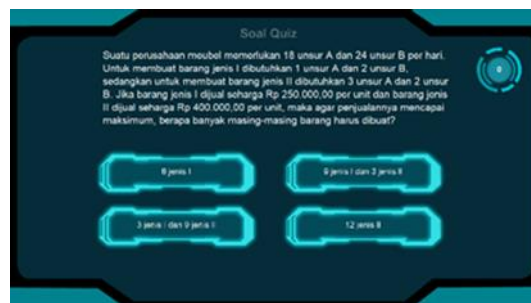 Soal Quiz
Suatu perusahaan meubel memerlukan 18 unsur A dan 24 unsur B per hari.
Untuk membuat barang jenis I dibutuhkan 1 unsur A dan 2 unsur B,
sedangkan untuk membuat barang jenis II dibutuhkan 3 unsur A dan 2 unsur
B. Jika barang jenis I dijual seharga Rp 250.000,00 per unit dan barang jenis
II dijual seharga Rp 400.000,00 per unit, maka agar penjualannya mencapai
maksimum, berapa banyak masing-masing barang harus dibuat?
6 jenis I
9 jenis I dan 3 jenis II
3 jenis I dan 9 jenis II
12 jenis II